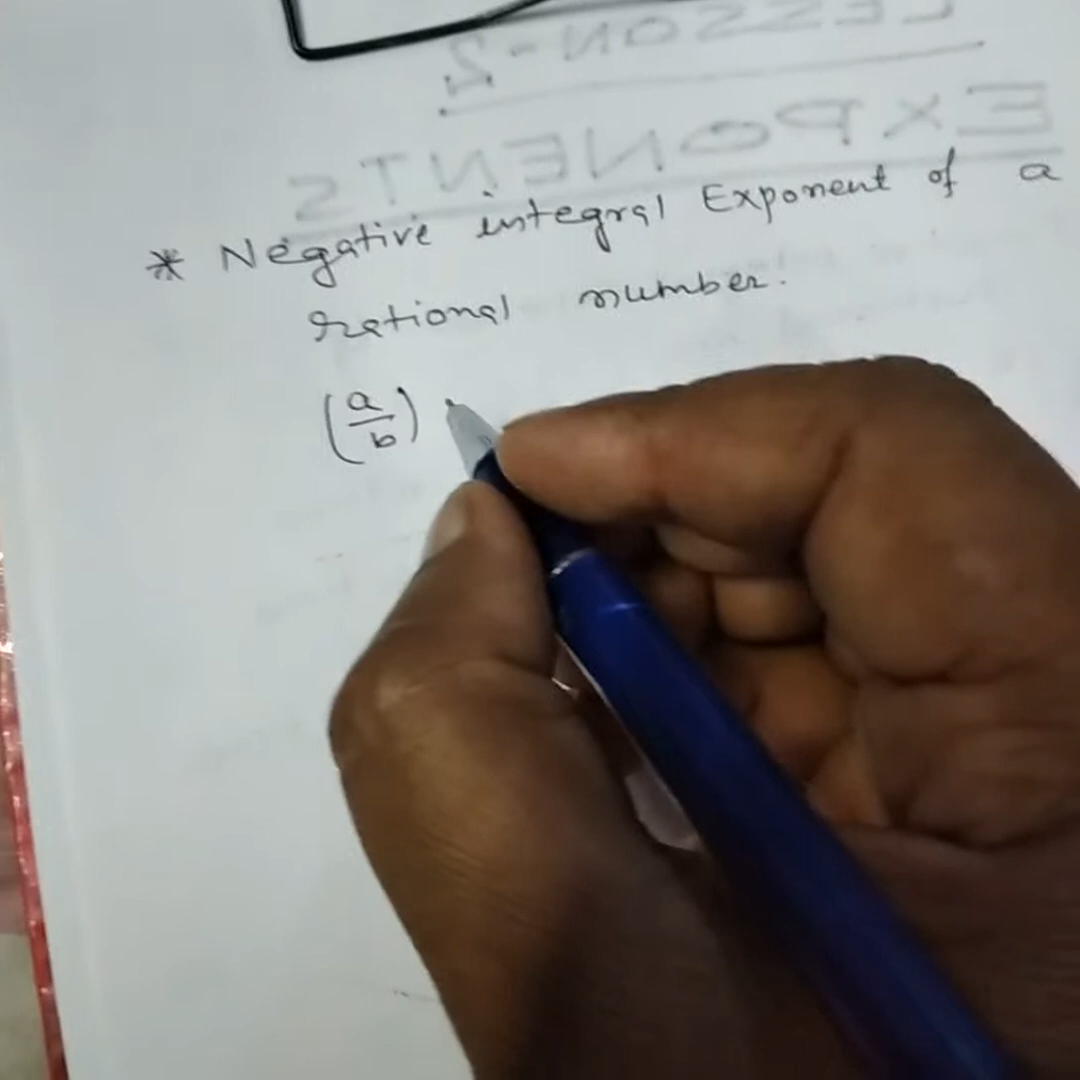 LESSON-2
EXPONENTS
* Negative integral Exponent of a
rational number.
(a/b)